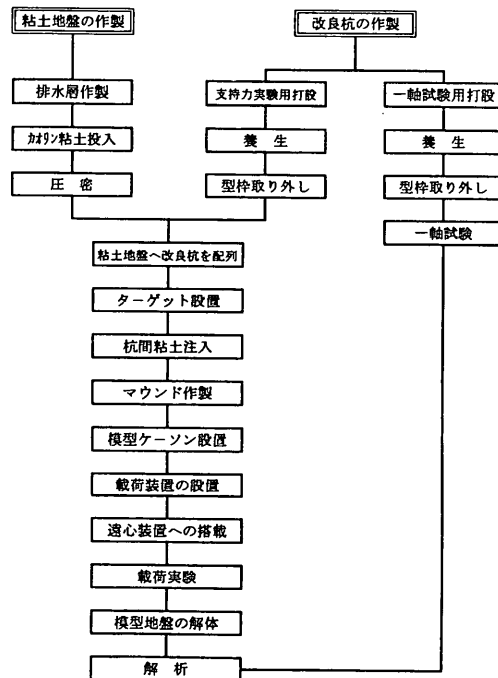 粘土地盤の作製
改良杭の作製
排水層作製
支持力実験用打設
一軸試験用打設
カオリン粘土投入
養生
養生
圧密
型枠取り外し
型枠取り外し
一軸試験
粘土地盤へ改良杭を配列
ターゲット設置
杭間粘土注入
マウンド作製
模型ケーソン設置
載荷装置の設置
遠心装置への搭載
載荷実験
模型地盤の解体
解析